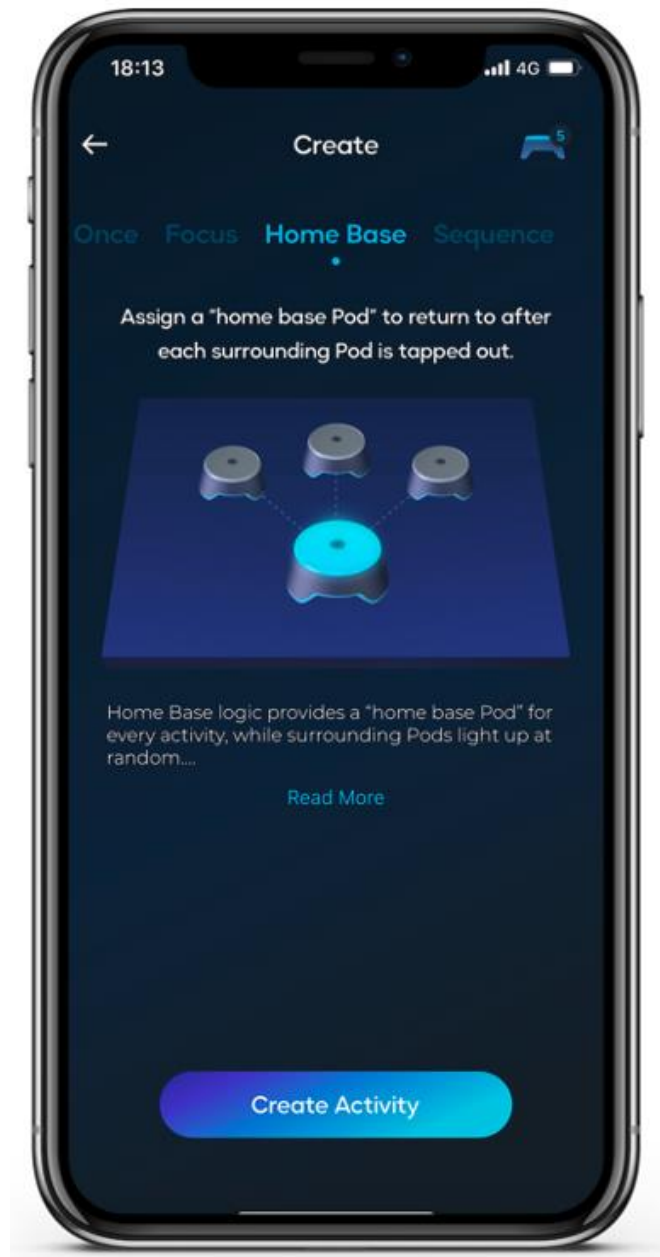 18:13
4G
Create
5
Once Focus Home Base Sequence
Assign a "home base Pod" to return to after
each surrounding Pod is tapped out.
Home Base logic provides a "home base Pod" for
every activity, while surrounding Pods light up at
random....
Read More
Create Activity